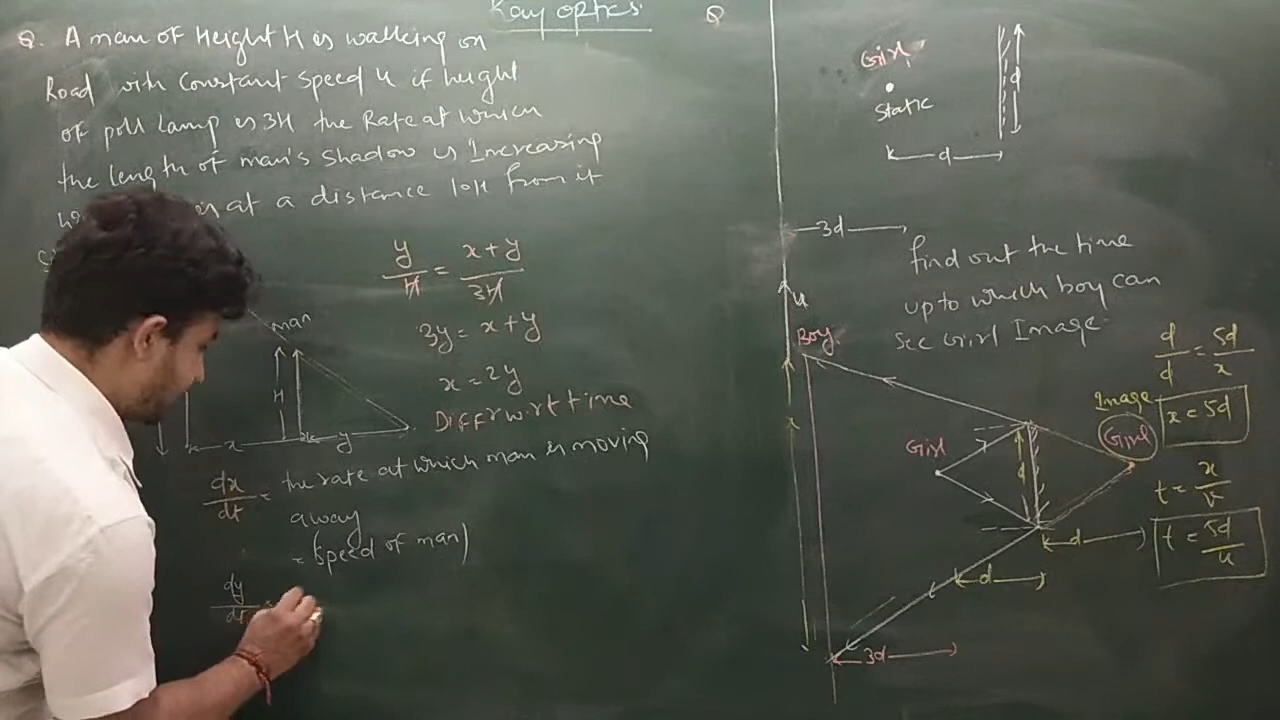 Ray optics.
Q. A man of Height H is walking on
Road with constant speed u if height
of poll Lamp is 3H the Rate at which
the length of man's shadow is Increasing
is at a distance 10H from it
y/H = x+y/3H
3y = x+y
x = 2y
Diff w.r.t time
man
H
x
y
dx/dt = the rate at which man is moving
away
= (speed of man)
dy/dt =
Q
Girl
Static
d
d
3d
find out the time
upto which boy can
see Girl Image.
u
Boy.
x
Girl
d
Image
Girl
d
d
3d
d/d = 5d/x
x = 5d
t = x/u
t = 5d/u